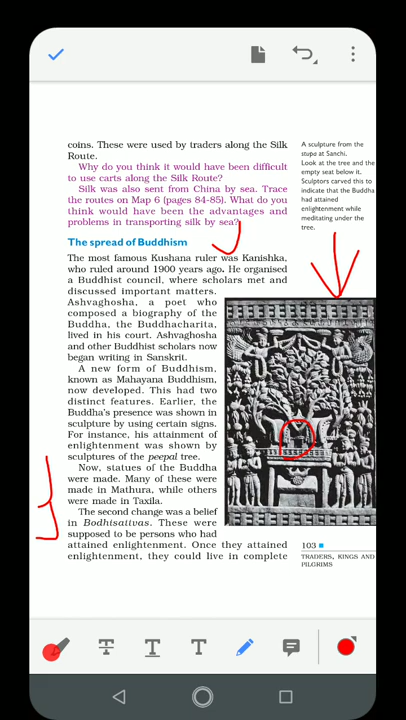 coins. These were used by traders along the Silk
Route.
Why do you think it would have been difficult
to use carts along the Silk Route?
Silk was also sent from China by sea. Trace
the routes on Map 6 (pages 84-85). What do you
think would have been the advantages and
problems in transporting silk by sea?
The spread of Buddhism
The most famous Kushana ruler was Kanishka,
who ruled around 1900 years ago. He organised
a Buddhist council, where scholars met and
discussed important matters.
Ashvaghosha, a poet who
composed a biography of the
Buddha, the Buddhacharita,
lived in his court. Ashvaghosha
and other Buddhist scholars now
began writing in Sanskrit.
A new form of Buddhism,
known as Mahayana Buddhism,
now developed. This had two
distinct features. Earlier, the
Buddha's presence was shown in
sculpture by using certain signs.
For instance, his attainment of
enlightenment was shown by
sculptures of the peepal tree.
Now, statues of the Buddha
were made. Many of these were
made in Mathura, while others
were made in Taxila.
The second change was a belief
in Bodhisattvas. These were
supposed to be persons who had
attained enlightenment. Once they attained
enlightenment, they could live in complete
A sculpture from the
stupa at Sanchi.
Look at the tree and the
empty seat below it.
Sculptors carved this to
indicate that the Buddha
had attained
enlightenment while
meditating under the
tree.
103
TRADERS, KINGS AND
PILGRIMS
T T T